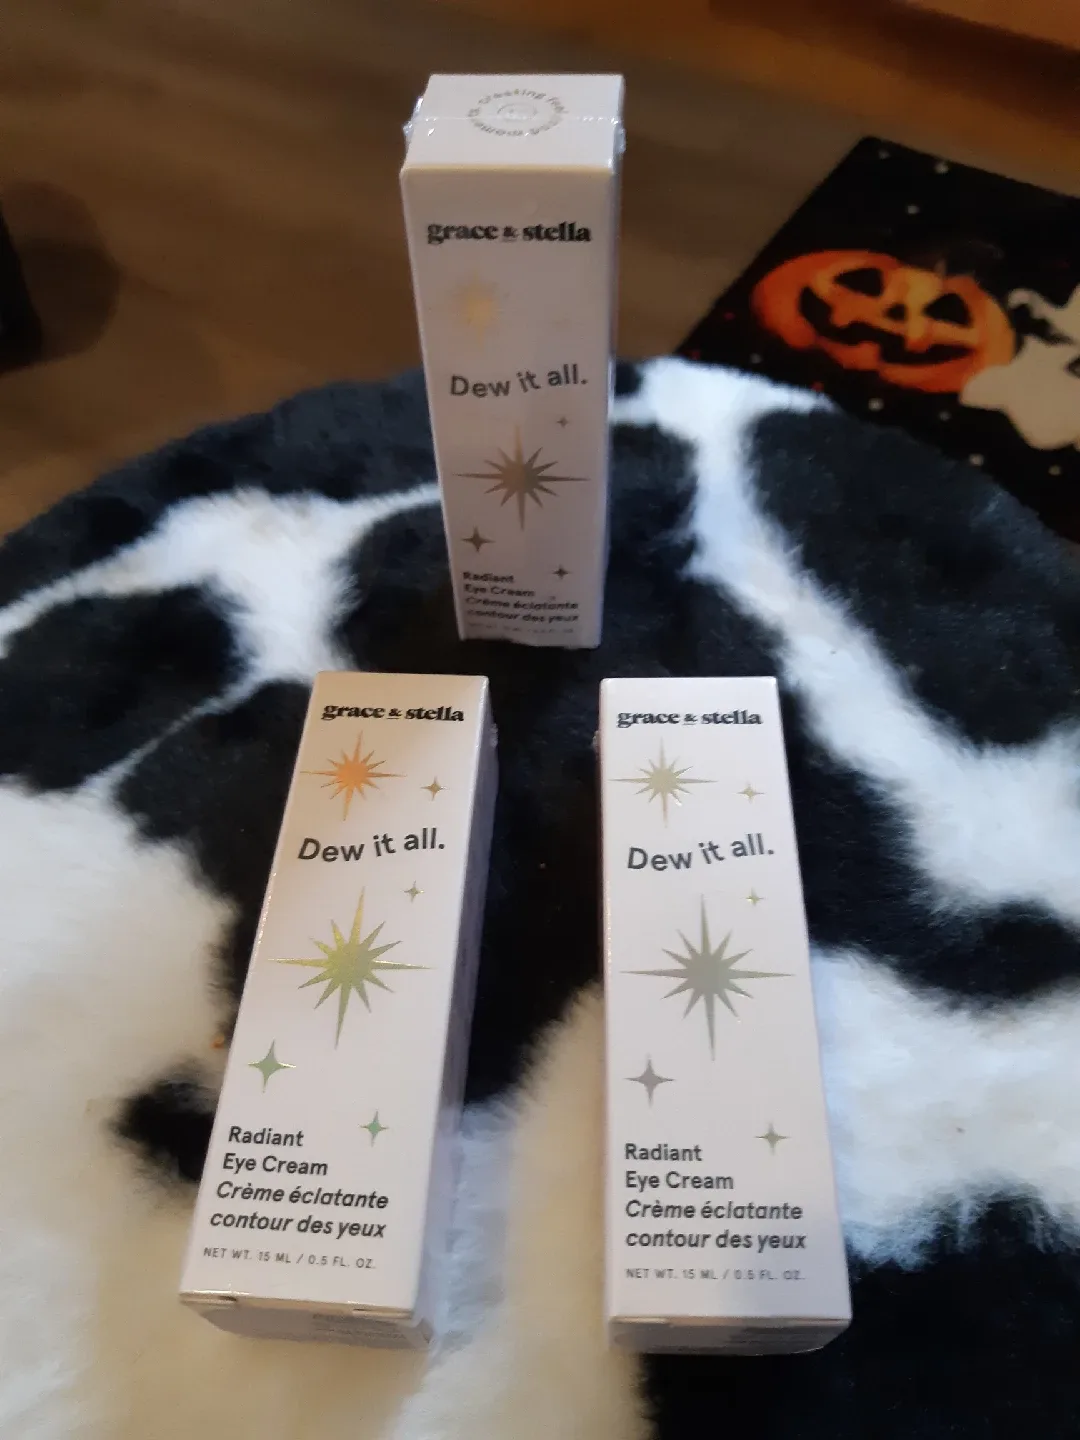 grace & stella
Dew it all.
Radiant
Eye Cream
Crème éclatante
contour des yeux
grace & stella
Dew it all.
Radiant
Eye Cream
Crème éclatante
contour des yeux
NET WT. 15 ML / 0.5 FL. OZ.
grace & stella
Dew it all.
Radiant
Eye Cream
Crème éclatante
contour des yeux
NET WT. 15 ML / 0.5 FL. OZ.